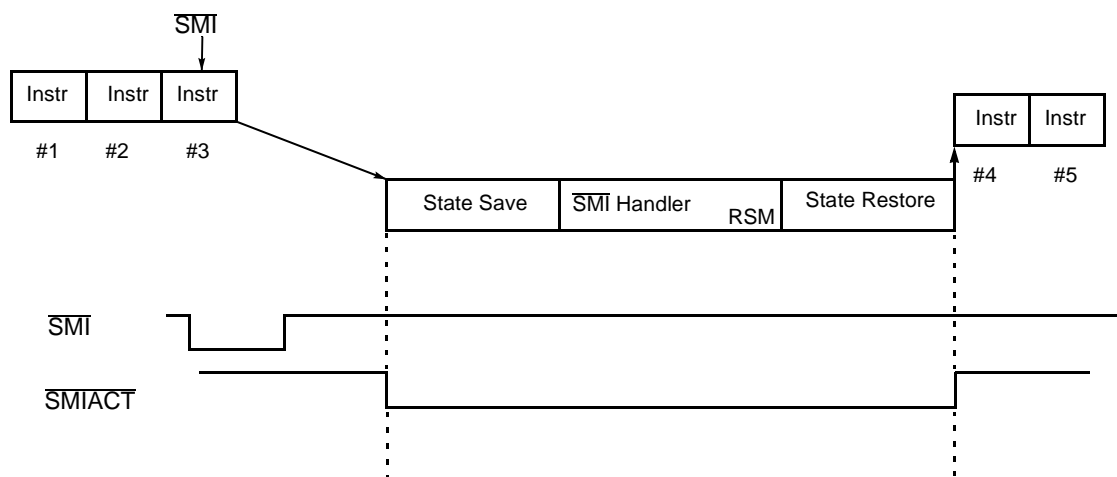 SMI
Instr Instr Instr
#1 #2 #3
Instr Instr
#4 #5
State Save SMI Handler RSM State Restore
SMI
SMIACT